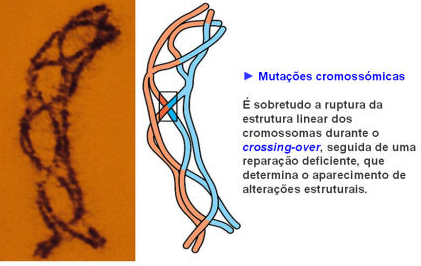 ► Mutações cromossómicas
É sobretudo a ruptura da
estrutura linear dos
cromossomas durante o
crossing-over, seguida de uma
reparação deficiente, que
determina o aparecimento de
alterações estruturais.